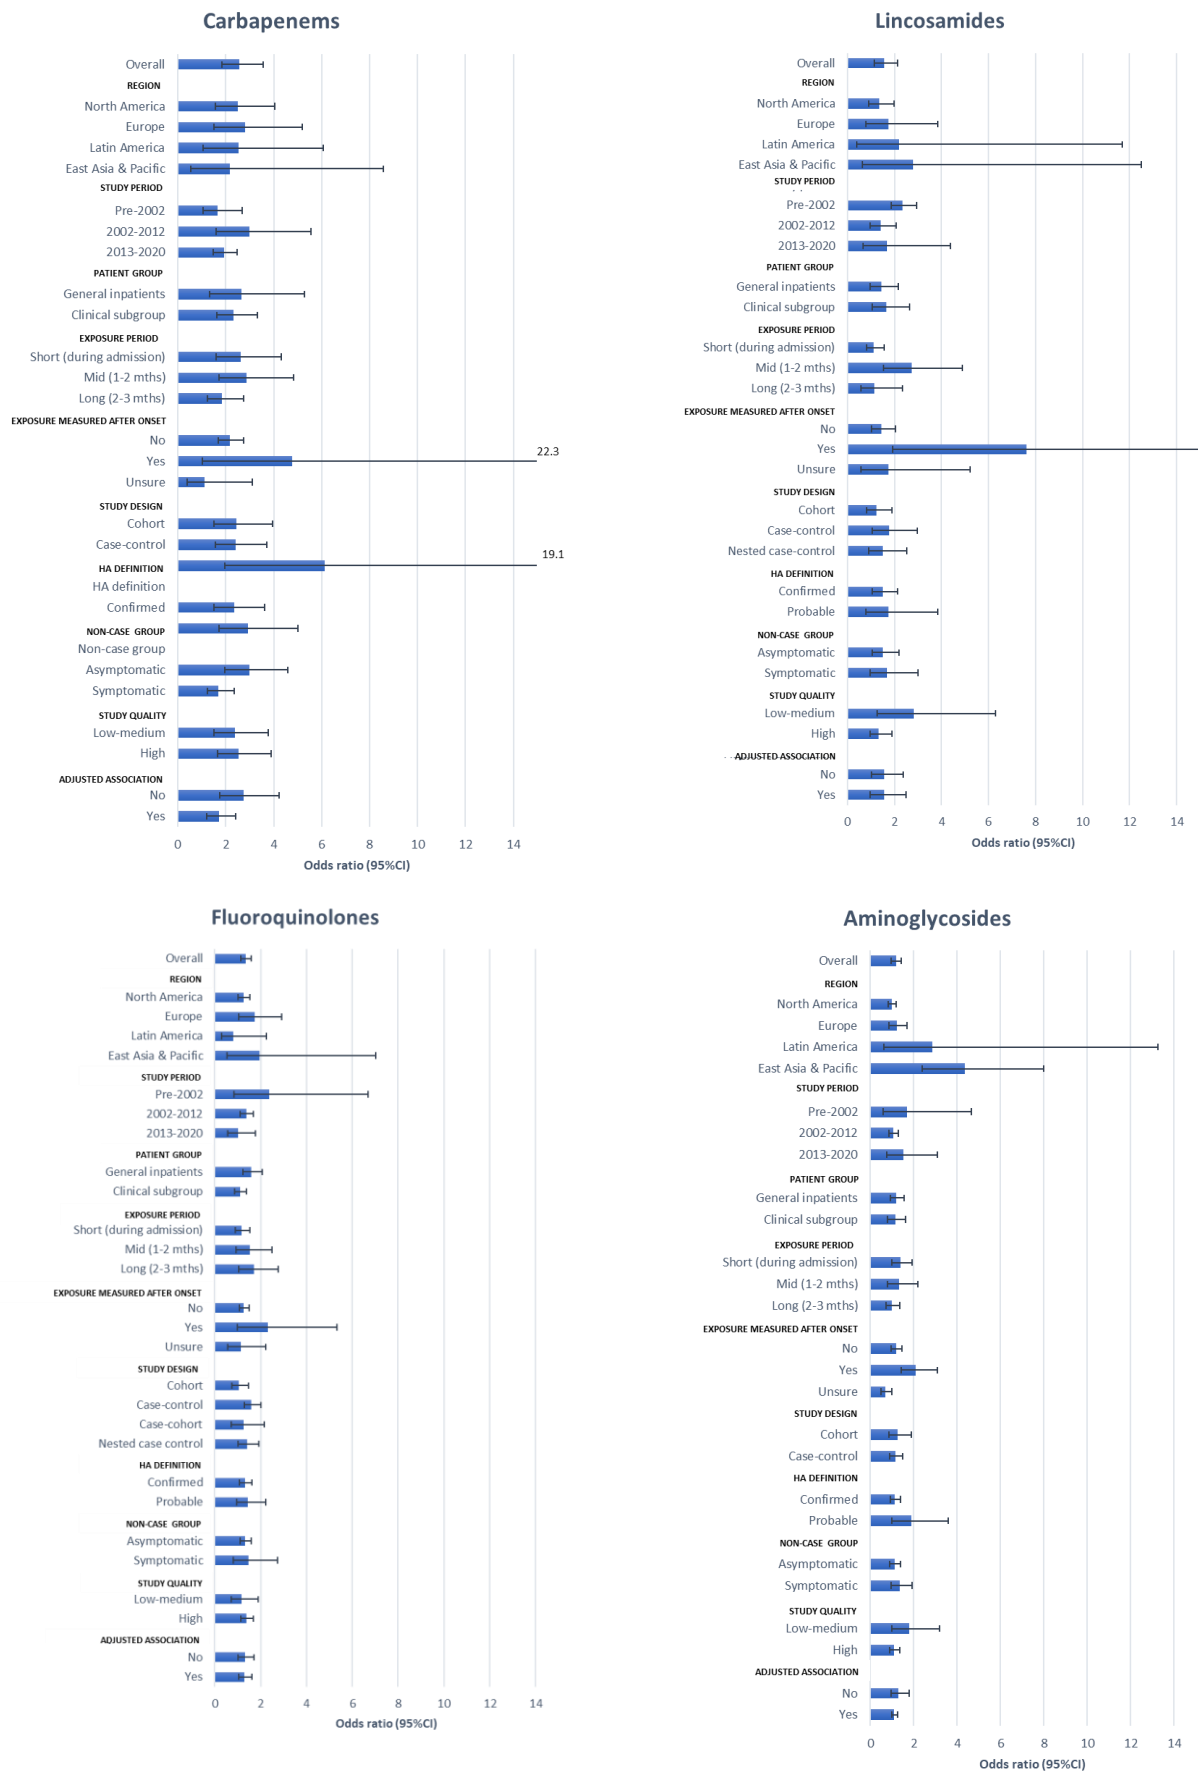 Carbapenems
Overall
REGION
North America
Europe
Latin America
East Asia & Pacific
STUDY PERIOD
Pre-2002
2002-2012
2013-2020
PATIENT GROUP
General inpatients
Clinical subgroup
EXPOSURE PERIOD
Short (during admission)
Mid (1-2 mths)
Long (2-3 mths)
EXPOSURE MEASURED AFTER ONSET
No
Yes
22.3
Unsure
STUDY DESIGN
Cohort
Case-control
19.1
HA DEFINITION
HA definition
Confirmed
NON-CASE GROUP
Non-case group
Asymptomatic
Symptomatic
STUDY QUALITY
Low-medium
High
ADJUSTED ASSOCIATION
No
Yes
0 2 4 6 8 10 12 14
Odds ratio (95%CI)
Lincosamides
Overall
REGION
North America
Europe
Latin America
East Asia & Pacific
STUDY PERIOD
Pre-2002
2002-2012
2013-2020
PATIENT GROUP
General inpatients
Clinical subgroup
EXPOSURE PERIOD
Short (during admission)
Mid (1-2 mths)
Long (2-3 mths)
EXPOSURE MEASURED AFTER ONSET
No
Yes
Unsure
STUDY DESIGN
Cohort
Case-control
Nested case-control
HA DEFINITION
Confirmed
Probable
NON-CASE GROUP
Asymptomatic
Symptomatic
STUDY QUALITY
Low-medium
High
ADJUSTED ASSOCIATION
No
Yes
0 2 4 6 8 10 12 14
Odds ratio (95%CI)
Fluoroquinolones
Overall
REGION
North America
Europe
Latin America
East Asia & Pacific
STUDY PERIOD
Pre-2002
2002-2012
2013-2020
PATIENT GROUP
General inpatients
Clinical subgroup
EXPOSURE PERIOD
Short (during admission)
Mid (1-2 mths)
Long (2-3 mths)
EXPOSURE MEASURED AFTER ONSET
No
Yes
Unsure
STUDY DESIGN
Cohort
Case-control
Case-cohort
Nested case control
HA DEFINITION
Confirmed
Probable
NON-CASE GROUP
Asymptomatic
Symptomatic
STUDY QUALITY
Low-medium
High
ADJUSTED ASSOCIATION
No
Yes
0 2 4 6 8 10 12 14
Odds ratio (95%CI)
Aminoglycosides
Overall
REGION
North America
Europe
Latin America
East Asia & Pacific
STUDY PERIOD
Pre-2002
2002-2012
2013-2020
PATIENT GROUP
General inpatients
Clinical subgroup
EXPOSURE PERIOD
Short (during admission)
Mid (1-2 mths)
Long (2-3 mths)
EXPOSURE MEASURED AFTER ONSET
No
Yes
Unsure
STUDY DESIGN
Cohort
Case-control
HA DEFINITION
Confirmed
Probable
NON-CASE GROUP
Asymptomatic
Symptomatic
STUDY QUALITY
Low-medium
High
ADJUSTED ASSOCIATION
No
Yes
0 2 4 6 8 10 12 14
Odds ratio (95%CI)